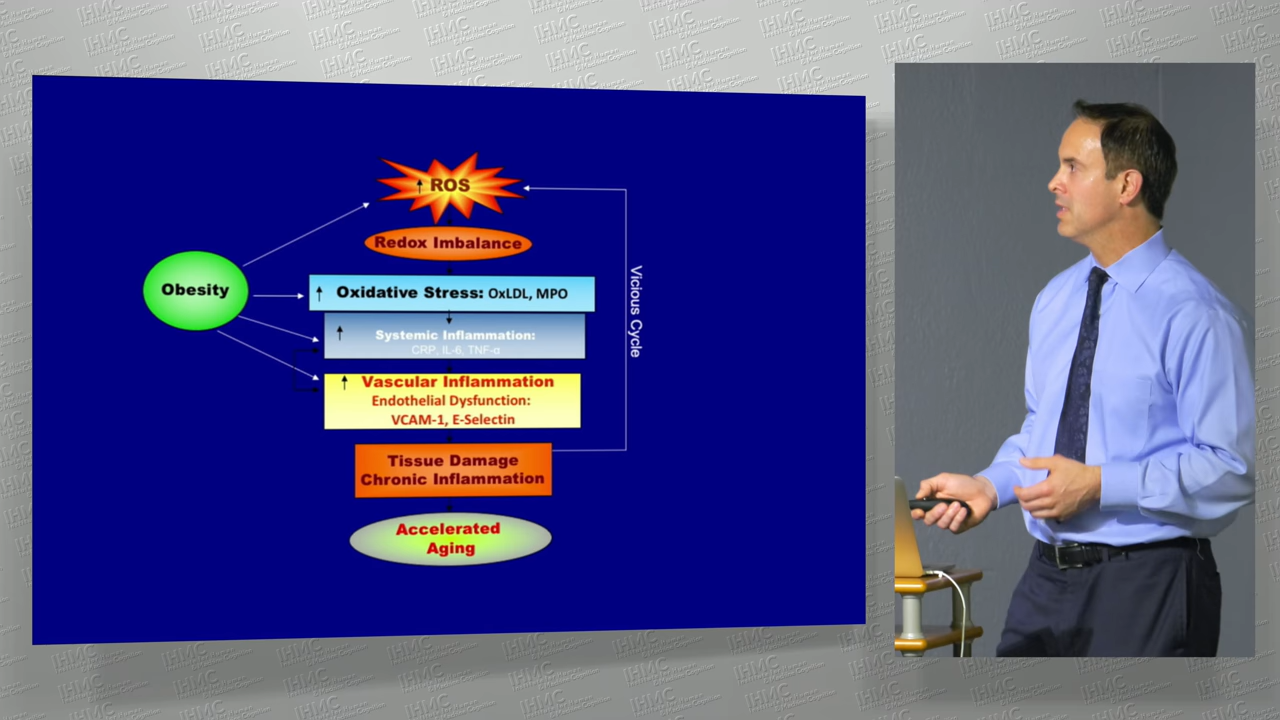 ↑ ROS
Redox Imbalance
Obesity
↑ Oxidative Stress: OxLDL, MPO
↑ Systemic Inflammation:
CRP, IL-6, TNF-α
↑ Vascular Inflammation
Endothelial Dysfunction:
VCAM-1, E-Selectin
Tissue Damage
Chronic Inflammation
Accelerated
Aging
Vicious Cycle
IHMC